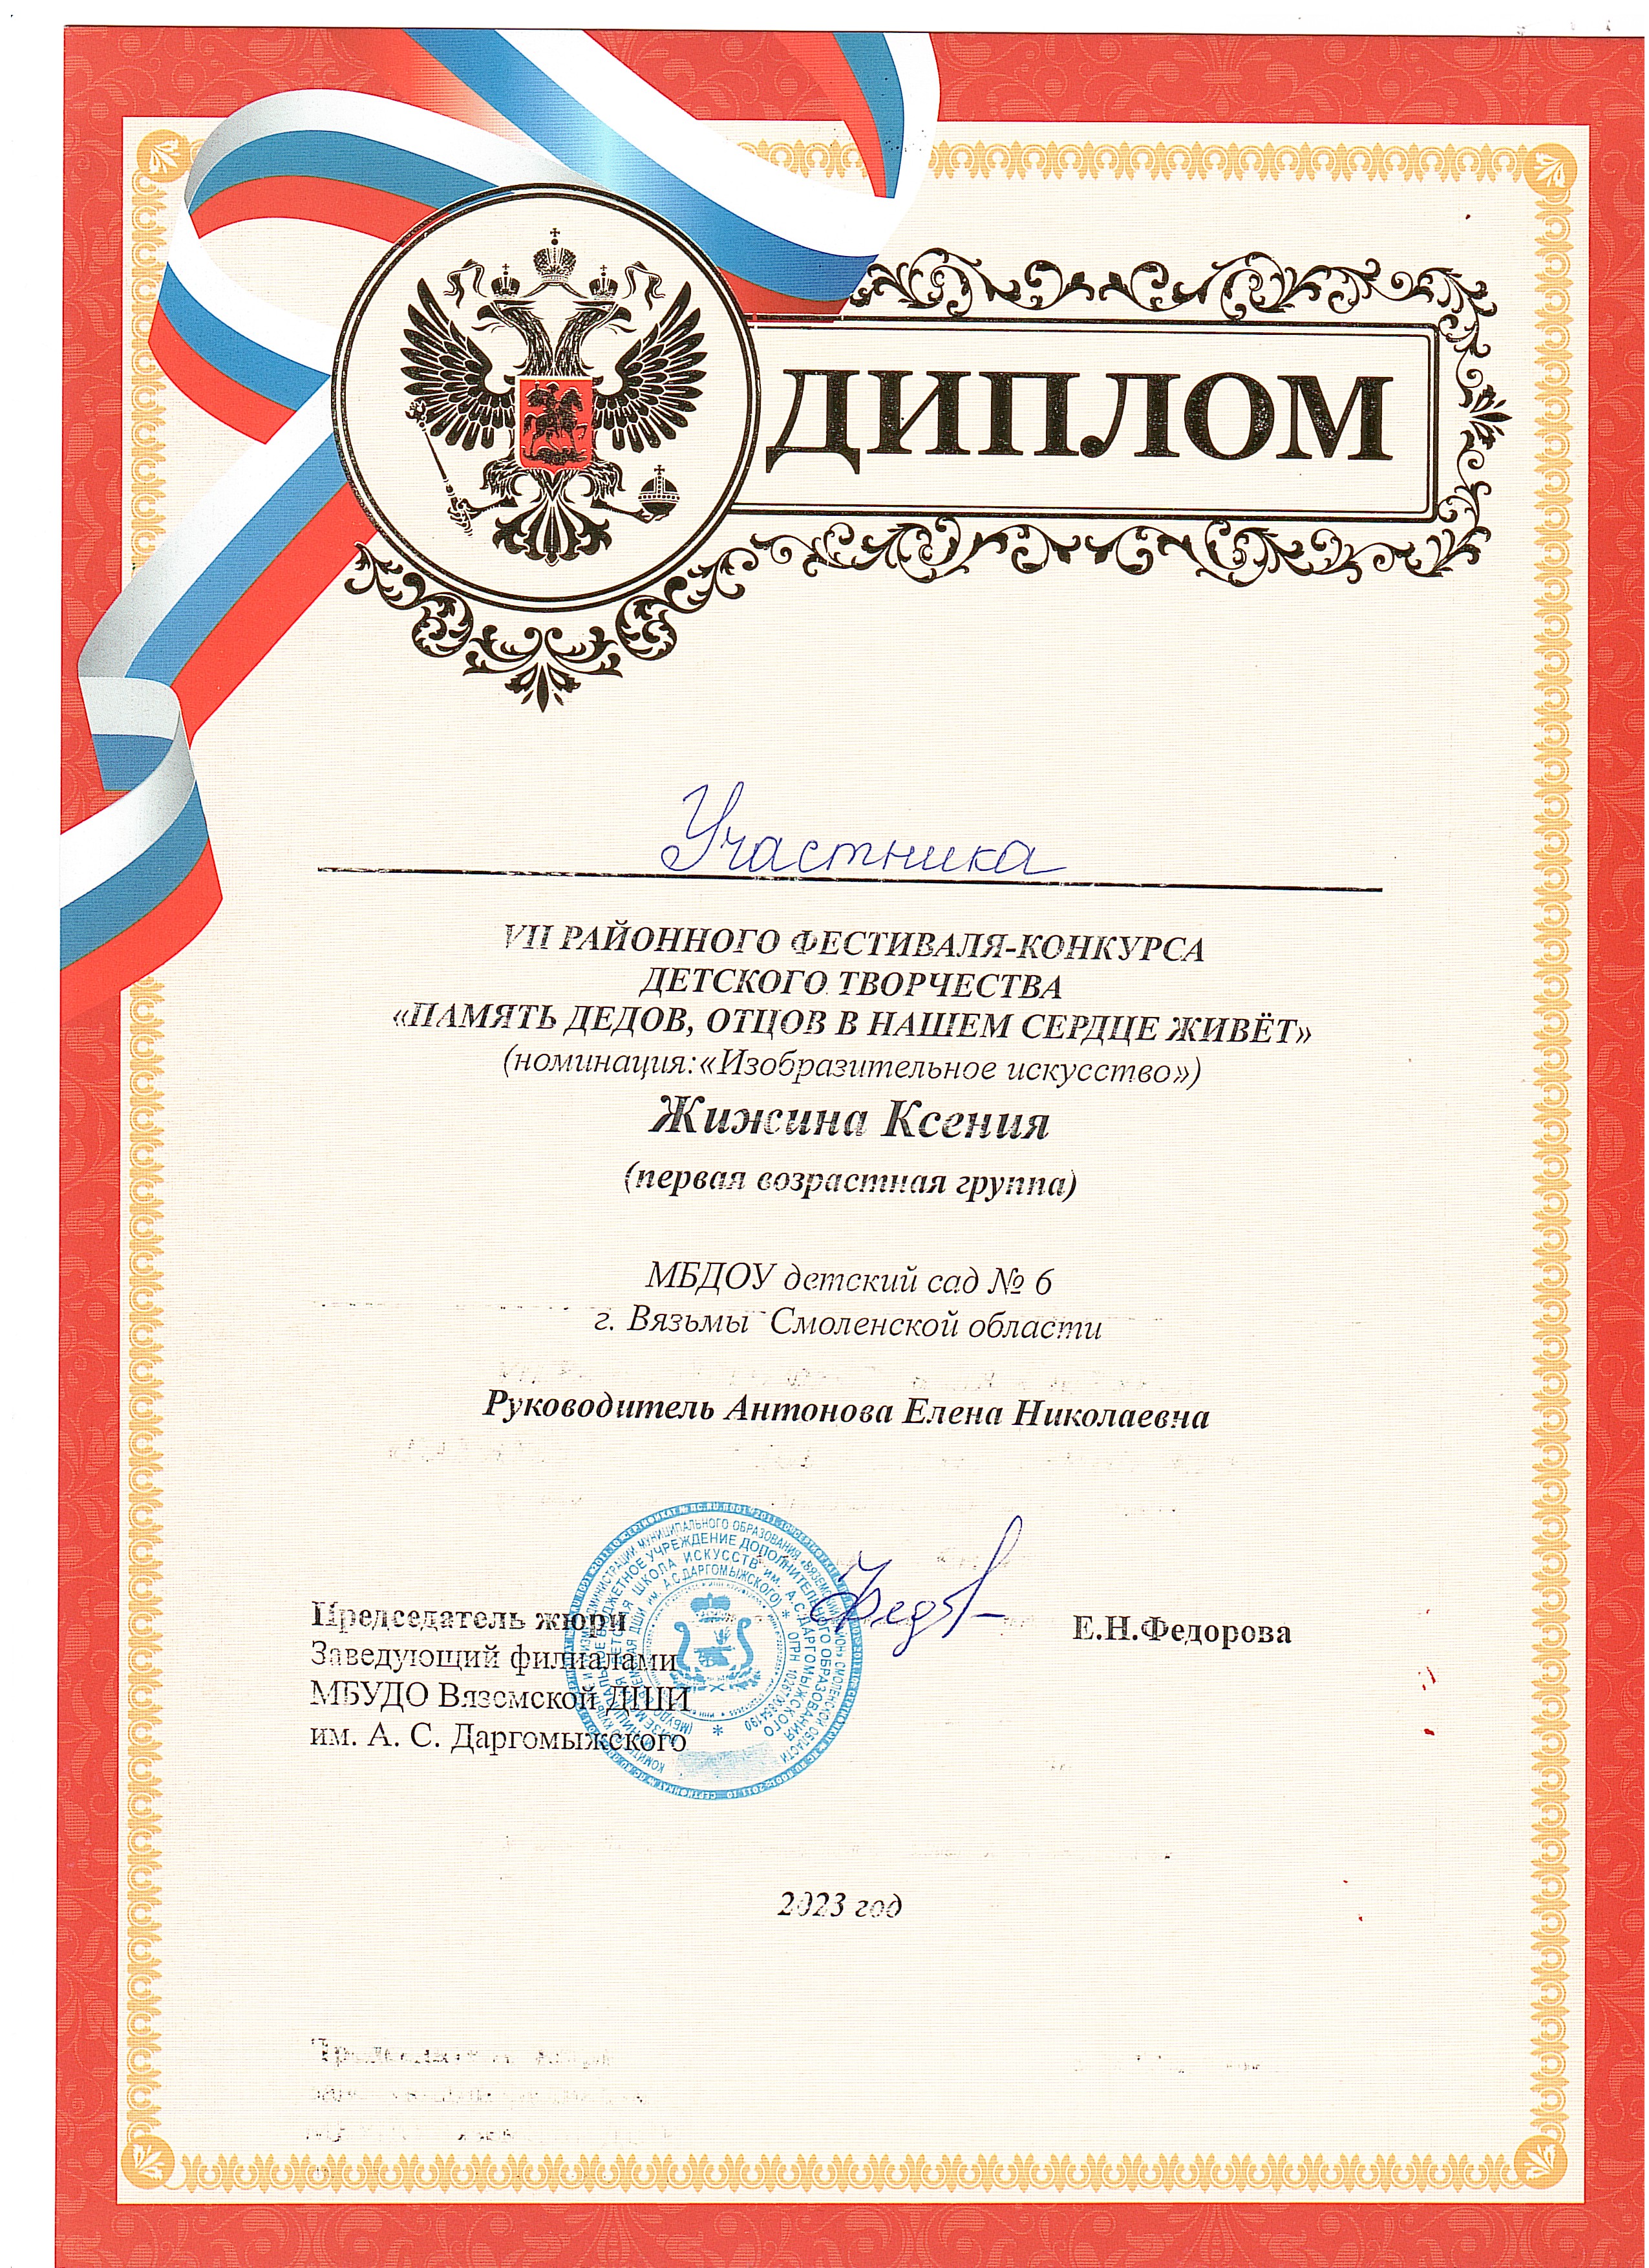 ДИПЛОМ
Участника
VII РАЙОННОГО ФЕСТИВАЛЯ-КОНКУРСА
ДЕТСКОГО ТВОРЧЕСТВА
«ПАМЯТЬ ДЕДОВ, ОТЦОВ В НАШЕМ СЕРДЦЕ ЖИВЁТ»
(номинация:«Изобразительное искусство»)
Жижина Ксения
(первая возрастная группа)
МБДОУ детский сад № 6
г. Вязьмы Смоленской области
Руководитель Антонова Елена Николаевна
Председатель жюри
Е.Н.Федорова
Заведующий филиалами
МБУДО Вяземской ДШИ
им. А. С. Даргомыжского
2023 год